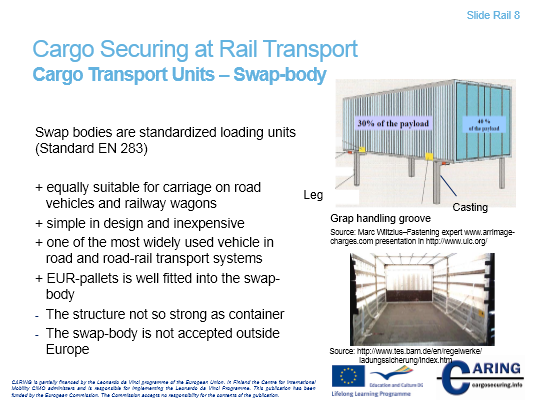 Slide Rail 8
Cargo Securing at Rail Transport
Cargo Transport Units – Swap-body
Swap bodies are standardized loading units
(Standard EN 283)
+ equally suitable for carriage on road
vehicles and railway wagons
+ simple in design and inexpensive
+ one of the most widely used vehicle in
road and road-rail transport systems
+ EUR-pallets is well fitted into the swap-
body
- The structure not so strong as container
- The swap-body is not accepted outside
Europe
30% of the payload
40 %
of the payload
Leg
Casting
Grap handling groove
Source: Marc Wiltzius–Fastening expert www.arrimage-
charges.com presentation in http://www.uic.org/
Source: http://www.tes.bam.de/en/regelwerke/
ladungssicherung/index.htm
CARING is partially financed by the Leonardo da Vinci programme of the European Union. In Finland the Centre for International
Mobility CIMO administers and is responsible for implementing the Leonardo da Vinci Programme. This publication has been
funded by the European Commission. The Commission accepts no responsibility for the contents of the publication.
Education and Culture DG
Lifelong Learning Programme
CARING
cargosecuring.info